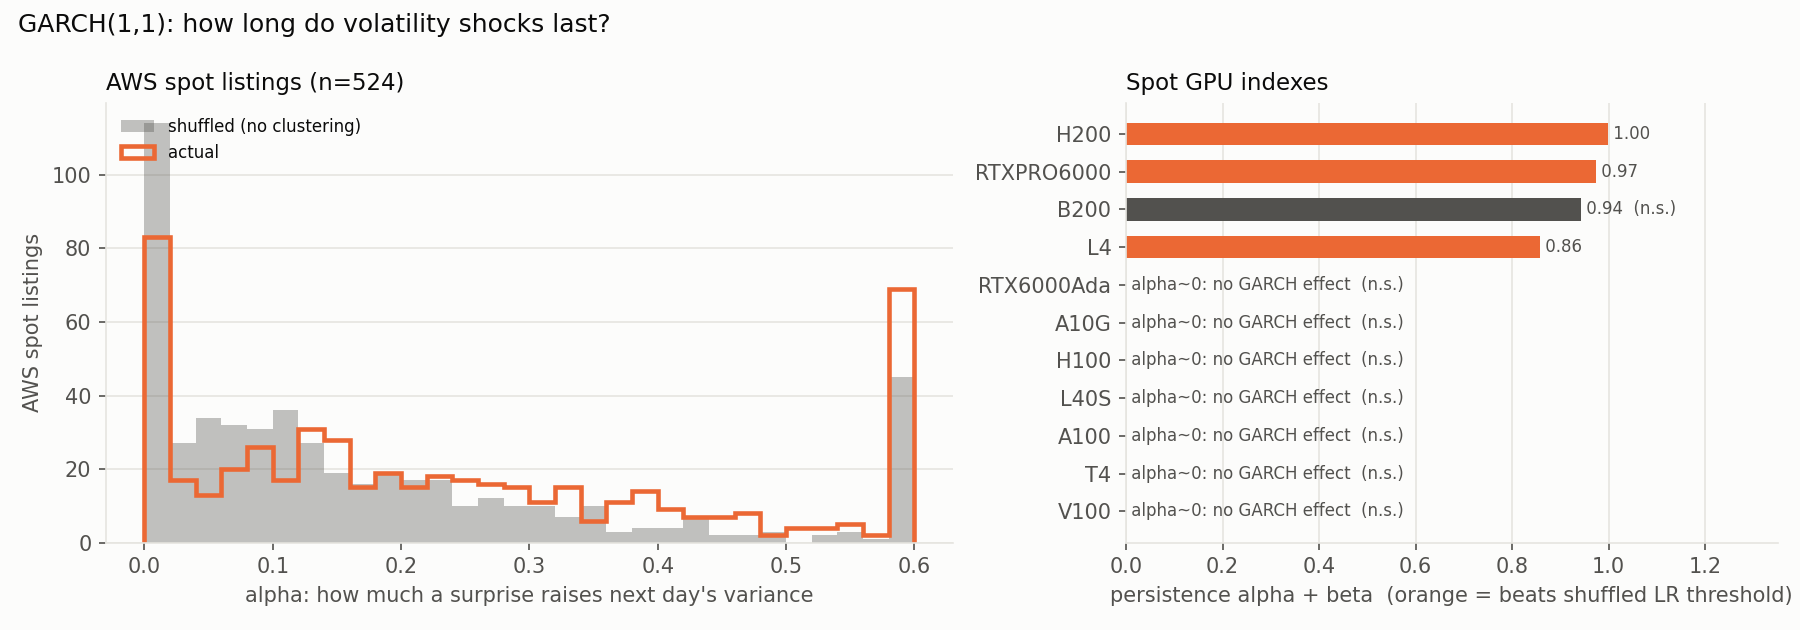 GARCH(1,1): how long do volatility shocks last?
AWS spot listings (n=524)
shuffled (no clustering)
actual
AWS spot listings
100
80
60
40
20
0
0.0 0.1 0.2 0.3 0.4 0.5 0.6
alpha: how much a surprise raises next day's variance
Spot GPU indexes
H200 1.00
RTXPRO6000 0.97
B200 0.94 (n.s.)
L4 0.86
RTX6000Ada alpha~0: no GARCH effect (n.s.)
A10G alpha~0: no GARCH effect (n.s.)
H100 alpha~0: no GARCH effect (n.s.)
L40S alpha~0: no GARCH effect (n.s.)
A100 alpha~0: no GARCH effect (n.s.)
T4 alpha~0: no GARCH effect (n.s.)
V100 alpha~0: no GARCH effect (n.s.)
0.0 0.2 0.4 0.6 0.8 1.0 1.2
persistence alpha + beta (orange = beats shuffled LR threshold)